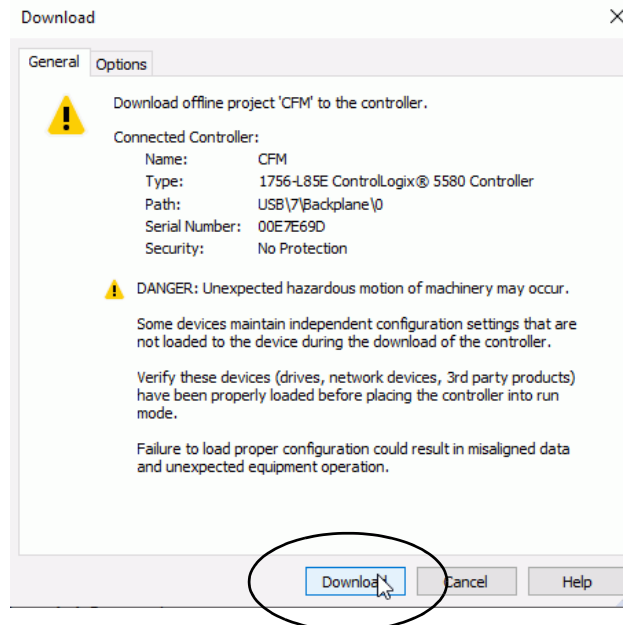 Download
General Options
Download offline project 'CFM' to the controller.
Connected Controller:
Name: CFM
Type: 1756-L85E ControlLogix® 5580 Controller
Path: USB\7\Backplane\0
Serial Number: 00E7E69D
Security: No Protection
DANGER: Unexpected hazardous motion of machinery may occur.
Some devices maintain independent configuration settings that are
not loaded to the device during the download of the controller.
Verify these devices (drives, network devices, 3rd party products)
have been properly loaded before placing the controller into run
mode.
Failure to load proper configuration could result in misaligned data
and unexpected equipment operation.
Download Cancel Help